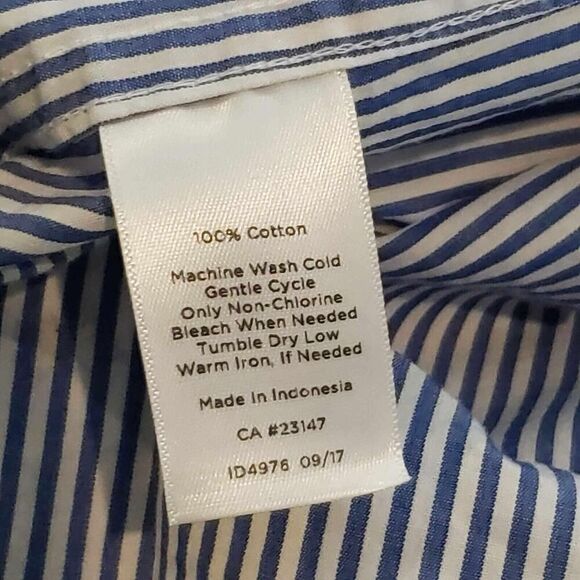 100% Cotton
Machine Wash Cold
Gentle Cycle
Only Non-Chlorine
Bleach When Needed
Tumble Dry Low
Warm Iron, If Needed
Made In Indonesia
CA #23147
ID4976 09/17